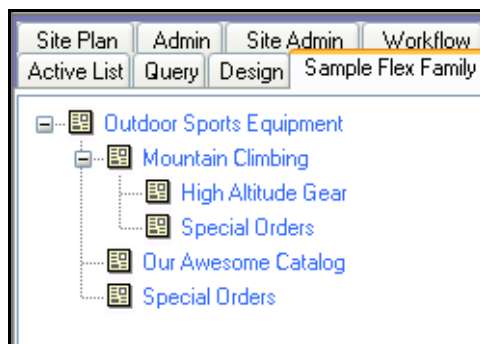 Site Plan Admin Site Admin Workflow
Active List Query Design Sample Flex Family
Outdoor Sports Equipment
Mountain Climbing
High Altitude Gear
Special Orders
Our Awesome Catalog
Special Orders